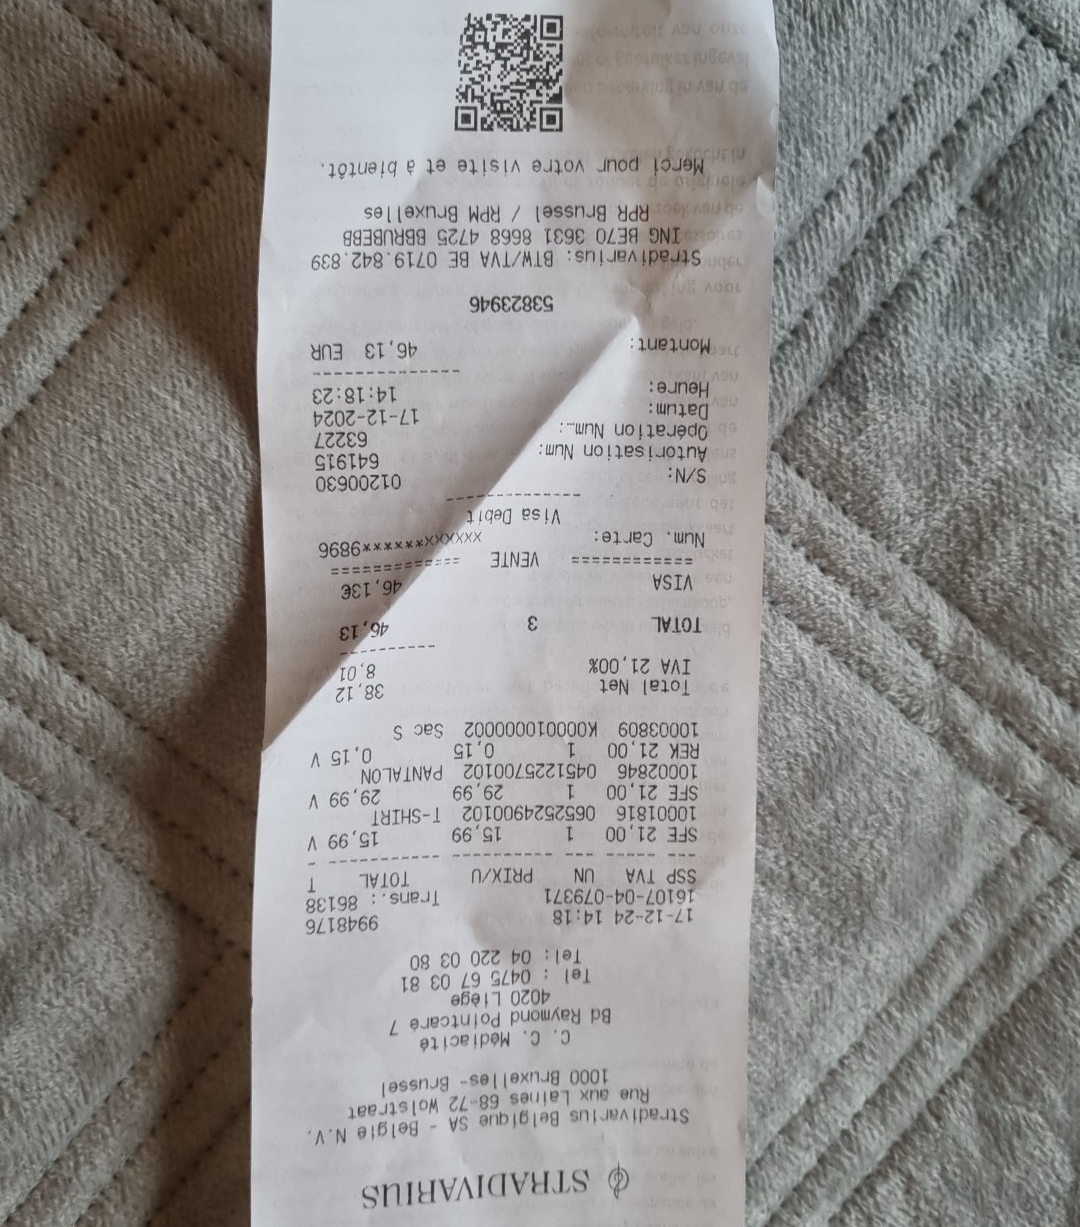 STRADIVARIUS
Stradivarius Belgique SA - Belgïe N.V.
Rue aux Laines 68-72 Wolstraat
1000 Bruxelles- Brussel
C. C. Médiacité
Bd Raymond Pointcaré 7
4020 Liège
Tel : 0475 67 03 81
Tel: 04 220 03 80
17-12-24 14:18 9948176
16107-04-079371 Trans.: 86138
SSP TVA UN PRIX/U TOTAL T
--- --- -- ------ ----- -
SFE 21,00 1 15,99 15,99 V
10001816 0652524900102 T-SHIRT
SFE 21,00 1 29,99 29,99 V
10002846 0451225700102 PANTALON
REK 21,00 1 0,15 0,15 V
10003809 K0000100000002 Sac S
Total Net 38,12
IVA 21,00% 8,01
----------
TOTAL 3 46,13
VISA 46,13€
============ VENTE ============
Num. Carte: xxxxxx******9896
Visa Debit
--------------
S/N: 01200630
Autorisation Num: 641915
Opération Num…: 63227
Datum: 17-12-2024
Heure: 14:18:23
----------------
Montant: 46,13 EUR
53823946
Stradivarius: BTW/TVA BE 0719.842.839
ING BE70 3631 8668 4725 BBRUBEBB
RPR Brussel / RPM Bruxelles
Merci pour votre visite et à bientôt.